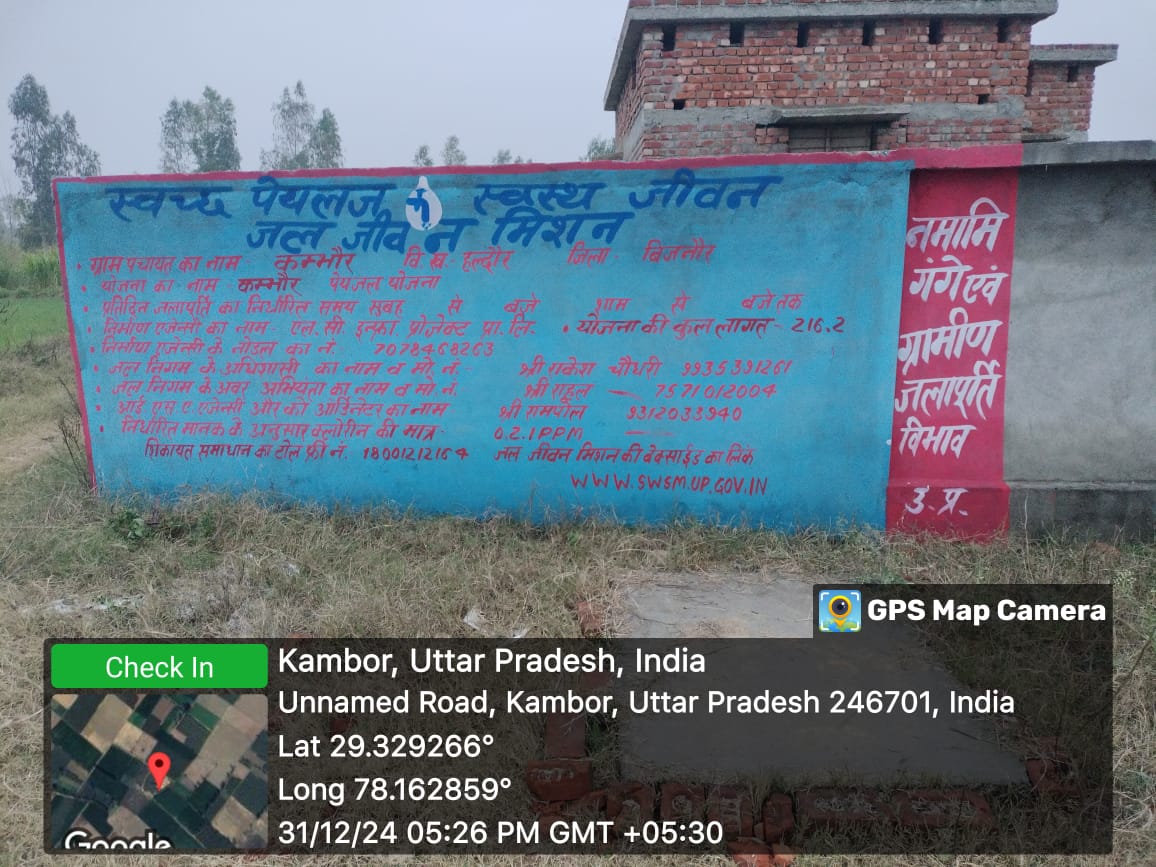 स्वच्छ पेयलज स्वस्थ जीवन
जल जीवन मिशन
• ग्राम पंचायत का नाम कम्भौर वि.ख.- हल्दौर जिला- बिजनौर
• योजना का नाम- कम्भौर पेयजल योजना
• प्रतिदिन जलापूर्ति का निर्धारित समय सुबह से बजे शाम से बजे तक
• निर्माण एजेन्सी का नाम- एल.सी. इन्फ्रा प्रोजेक्ट प्रा.लि. • योजना की कुल लागत- 216.2
• निर्माण एजेन्सी के नोडल का नं. 7078468263
• जल निगम के अधिशासी का नाम व मो.नं.- श्री राकेश चौधरी 9935391261
• जल निगम के अवर अभियंता का नाम व मो.नं. श्री राहूल — 7571012004
• आई.एस.ए.एजेन्सी और को आर्डिनेटर का नाम- श्री रामपाल 9312033940
• निर्धारित मानक के अनुसार क्लोरीन की मात्र- 0.2.1PPM —
शिकायत समाधान का टोल फ्री नं. 18001212164 जल जीवन मिशन की वेबसाईड का लिंक
WWW.SWSM.UP.GOV.IN
नमामि
गंगे एवं
ग्रामीण
जलापूर्ति
विभाव
उ.प्र.
GPS Map Camera
Check In
Kambor, Uttar Pradesh, India
Unnamed Road, Kambor, Uttar Pradesh 246701, India
Lat 29.329266°
Long 78.162859°
31/12/24 05:26 PM GMT +05:30
Google